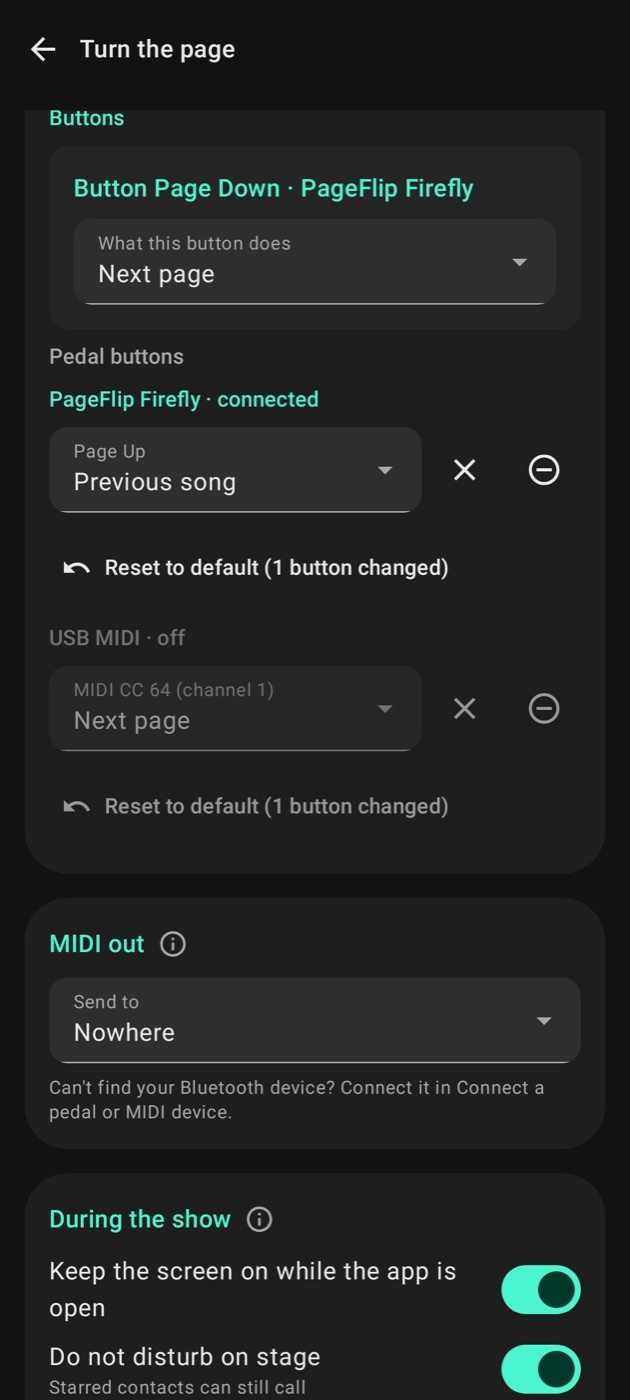 Turn the page
Buttons
Button Page Down · PageFlip Firefly
What this button does
Next page
Pedal buttons
PageFlip Firefly · connected
Page Up
Previous song
Reset to default (1 button changed)
USB MIDI · off
MIDI CC 64 (channel 1)
Next page
Reset to default (1 button changed)
MIDI out
Send to
Nowhere
Can't find your Bluetooth device? Connect it in Connect a
pedal or MIDI device.
During the show
Keep the screen on while the app is
open
Do not disturb on stage
Starred contacts can still call